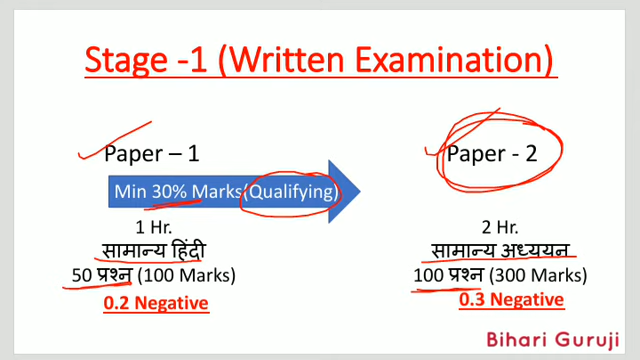 Stage -1 (Written Examination)
Paper – 1
Min 30% Marks(Qualifying)
1 Hr.
सामान्य हिंदी
50 प्रश्न (100 Marks)
0.2 Negative
Paper - 2
2 Hr.
सामान्य अध्ययन
100 प्रश्न (300 Marks)
0.3 Negative
Bihari Guruji